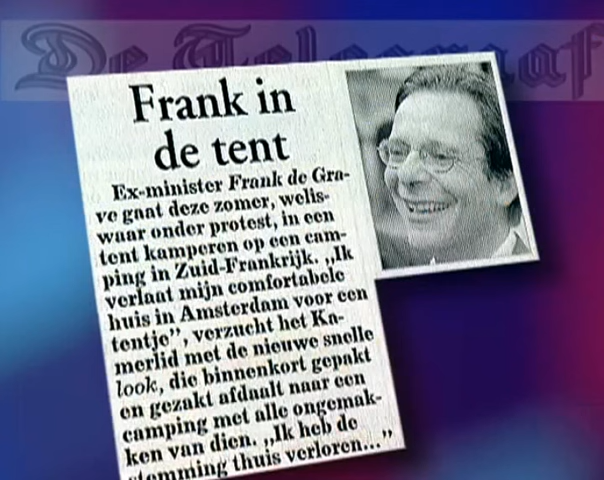 De Telegraaf
Frank in
de tent
Ex-minister Frank de Gra-
ve gaat deze zomer, welis-
waar onder protest, in een
tent kamperen op een cam-
ping in Zuid-Frankrijk. „Ik
verlaat mijn comfortabele
huis in Amsterdam voor een
tentje”, verzucht het Ka-
merlid met de nieuwe snelle
look, die binnenkort gepakt
en gezakt afdaalt naar een
camping met alle ongemak-
ken van dien. „Ik heb de
stemming thuis verloren...”